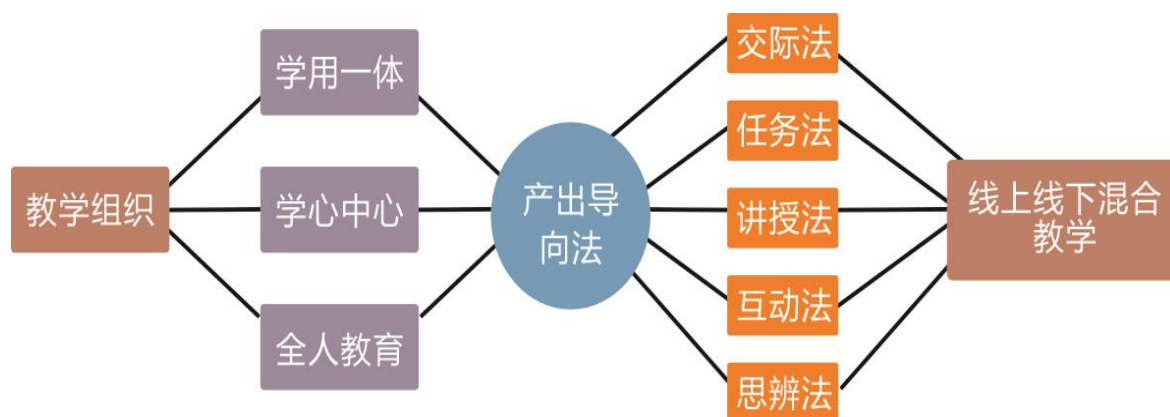 教学组织
学用一体
学心中心
全人教育
产出导
向法
交际法
任务法
讲授法
互动法
思辨法
线上线下混合
教学